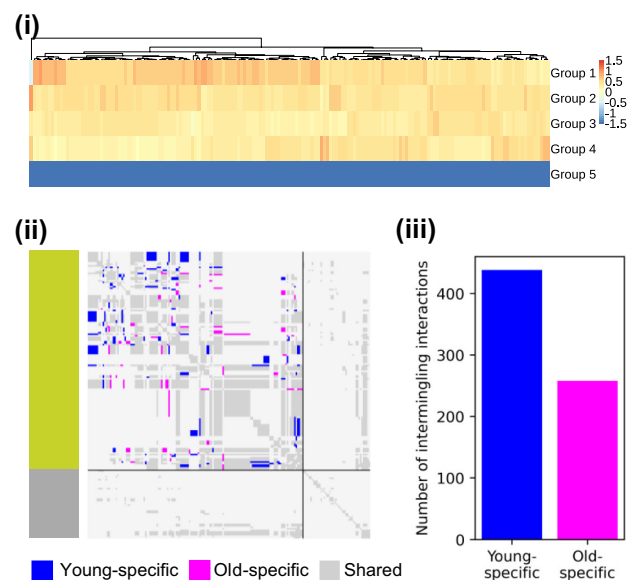 (i)
Group 1
Group 2
Group 3
Group 4
Group 5
1.5
1
0.5
0
−0.5
−1
−1.5
(ii)
Young-specific
Old-specific
Shared
(iii)
Number of intermingling interactions
400
300
200
100
0
Young-
specific
Old-
specific